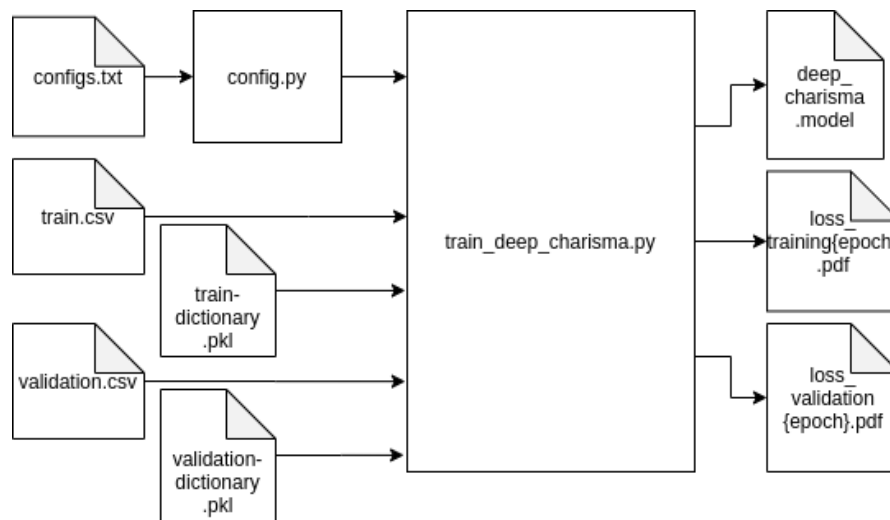 configs.txt
config.py
deep_
charisma
.model
train.csv
train-
dictionary
.pkl
train_deep_charisma.py
loss_
training{epoch}
.pdf
validation.csv
validation-
dictionary
.pkl
loss_
validation
{epoch}.pdf